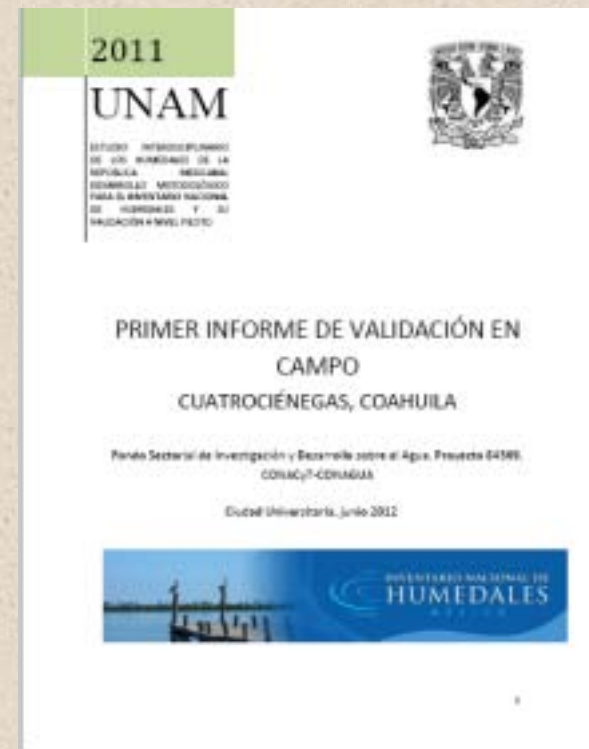 2011
UNAM
ESTUDIO INTERDISCIPLINARIO
DE LOS HUMEDALES DE LA
REPÚBLICA MEXICANA:
DESARROLLO METODOLÓGICO
PARA EL INVENTARIO NACIONAL
DE HUMEDALES Y SU
VALIDACIÓN A NIVEL PILOTO
PRIMER INFORME DE VALIDACIÓN EN
CAMPO
CUATROCIÉNEGAS, COAHUILA
Fondo Sectorial de Investigación y Desarrollo sobre el Agua. Proyecto
CONACyT-CONAGUA
Ciudad Universitaria, junio 2012
INVENTARIO NACIONAL DE
HUMEDALES